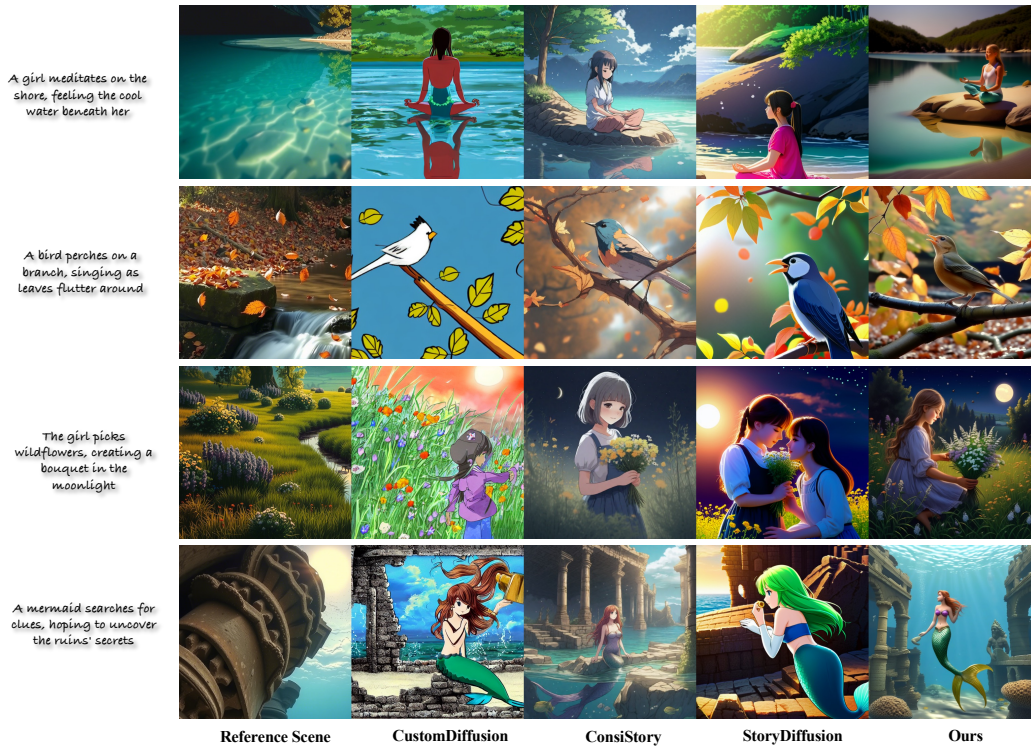 A girl meditates on the
shore, feeling the cool
water beneath her
A bird perches on a
branch, singing as
leaves flutter around
The girl picks
wildflowers, creating a
bouquet in the
moonlight
A mermaid searches for
clues, hoping to uncover
the ruins' secrets
Reference Scene CustomDiffusion ConsiStory StoryDiffusion Ours